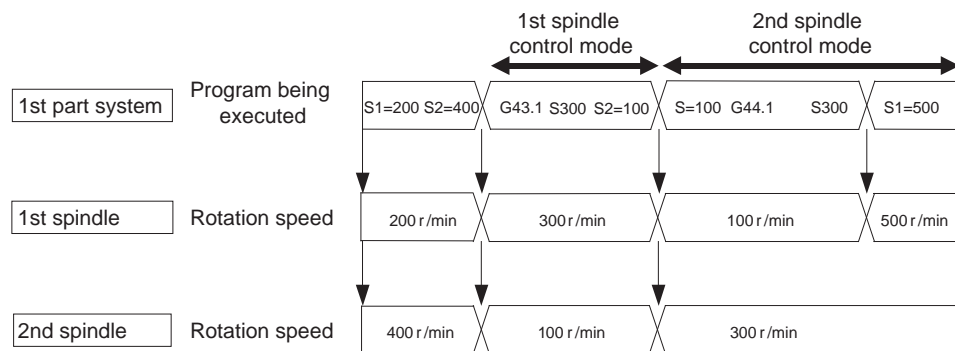 1st spindle
control mode
2nd spindle
control mode
1st part system
Program being
executed
S1=200 S2=400
G43.1 S300 S2=100
S=100 G44.1 S300
S1=500
1st spindle
Rotation speed
200 r/min
300 r/min
100 r/min
500 r/min
2nd spindle
Rotation speed
400 r/min
100 r/min
300 r/min